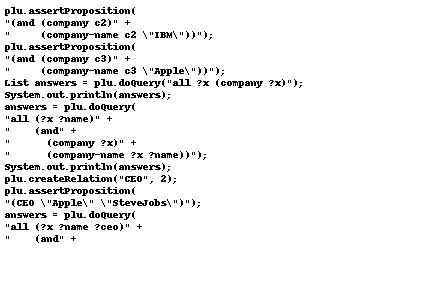 plu.assertProposition(
"(and (company c2)" +
"     (company-name c2 \"IBM\"))");
plu.assertProposition(
"(and (company c3)" +
"     (company-name c3 \"Apple\"))");
List answers = plu.doQuery("all ?x (company ?x)");
System.out.println(answers);
answers = plu.doQuery(
"all (?x ?name)" +
"    (and" +
"      (company ?x)" +
"      (company-name ?x ?name))");
System.out.println(answers);
plu.createRelation("CEO", 2);
plu.assertProposition(
"(CEO \"Apple\" \"SteveJobs\")");
answers = plu.doQuery(
"all (?x ?name ?ceo)" +
"    (and" +